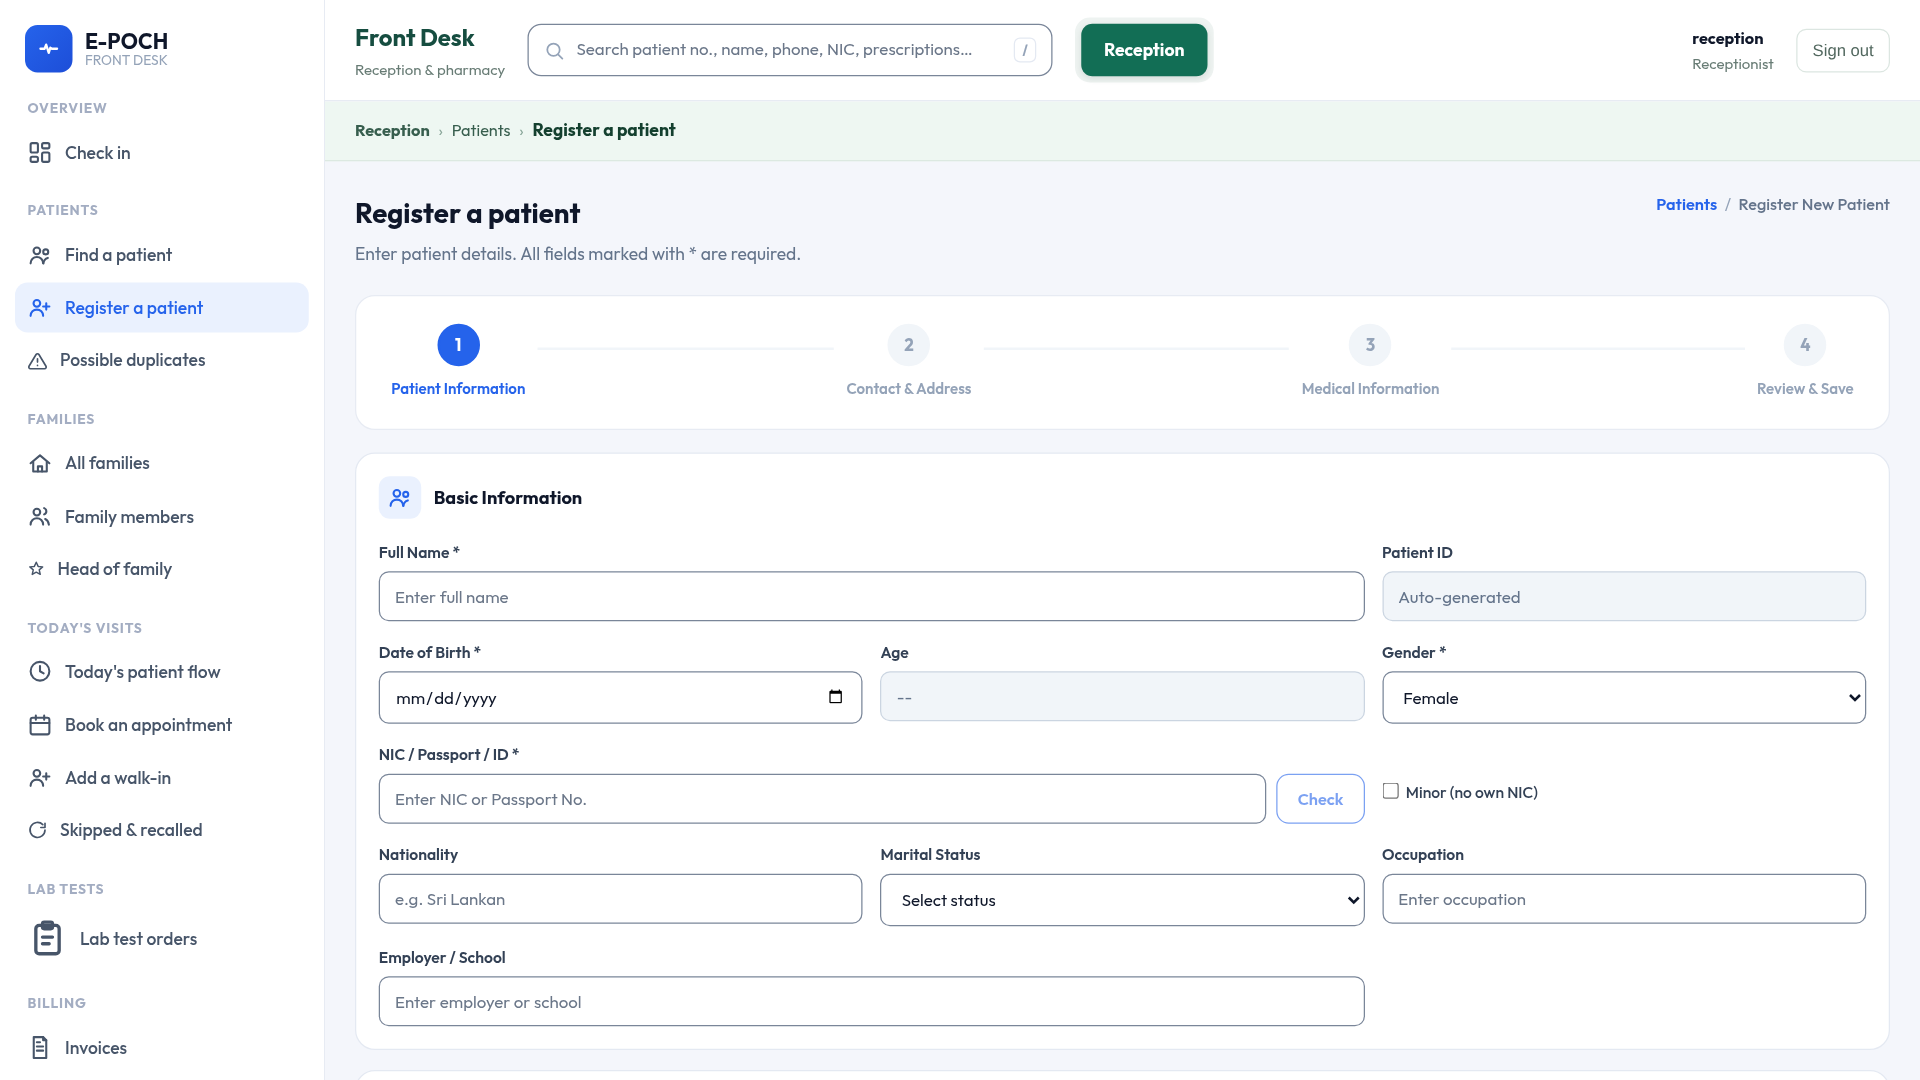 E-POCH
FRONT DESK
OVERVIEW
Check in
PATIENTS
Find a patient
Register a patient
Possible duplicates
FAMILIES
All families
Family members
Head of family
TODAY'S VISITS
Today's patient flow
Book an appointment
Add a walk-in
Skipped & recalled
LAB TESTS
Lab test orders
BILLING
Invoices
Front Desk
Reception & pharmacy
Search patient no., name, phone, NIC, prescriptions...
/
Reception
reception
Receptionist
Sign out
Reception › Patients › Register a patient
Register a patient
Enter patient details. All fields marked with * are required.
Patients / Register New Patient
1
Patient Information
2
Contact & Address
3
Medical Information
4
Review & Save
Basic Information
Full Name *
Enter full name
Patient ID
Auto-generated
Date of Birth *
mm/dd/yyyy
Age
--
Gender *
Female
NIC / Passport / ID *
Enter NIC or Passport No.
Check
Minor (no own NIC)
Nationality
e.g. Sri Lankan
Marital Status
Select status
Occupation
Enter occupation
Employer / School
Enter employer or school